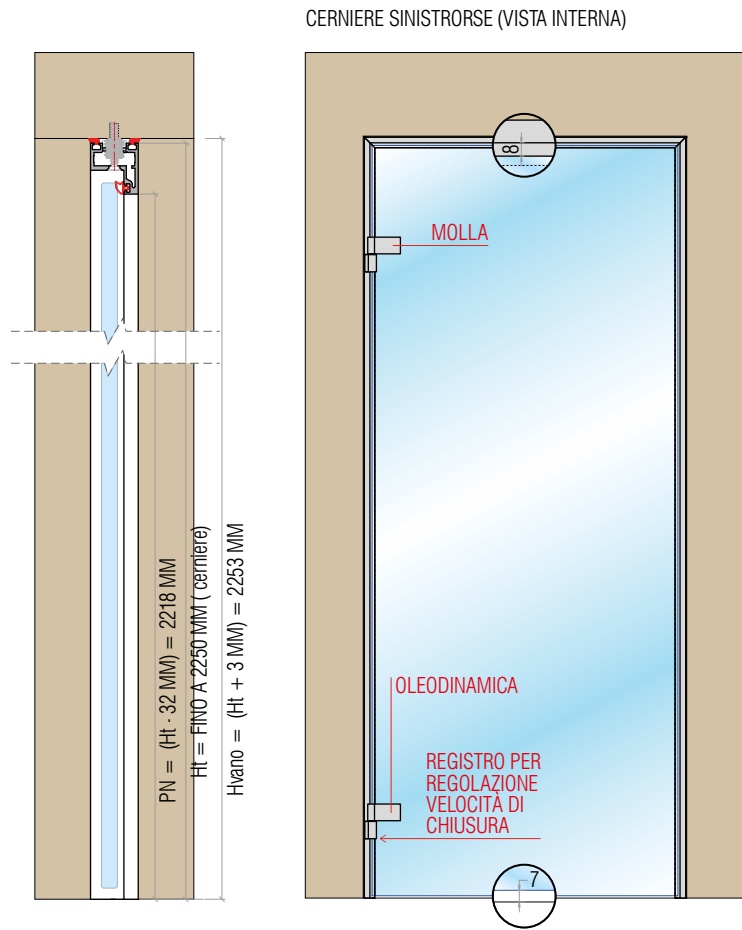 CERNIERE SINISTRORSE (VISTA INTERNA)
8
MOLLA
PN = (Ht - 32 MM) = 2218 MM
Ht = FINO A 2250 MM ( cerniere)
Hvano = (Ht + 3 MM) = 2253 MM
OLEODINAMICA
REGISTRO PER
REGOLAZIONE
VELOCITÀ DI
CHIUSURA
7